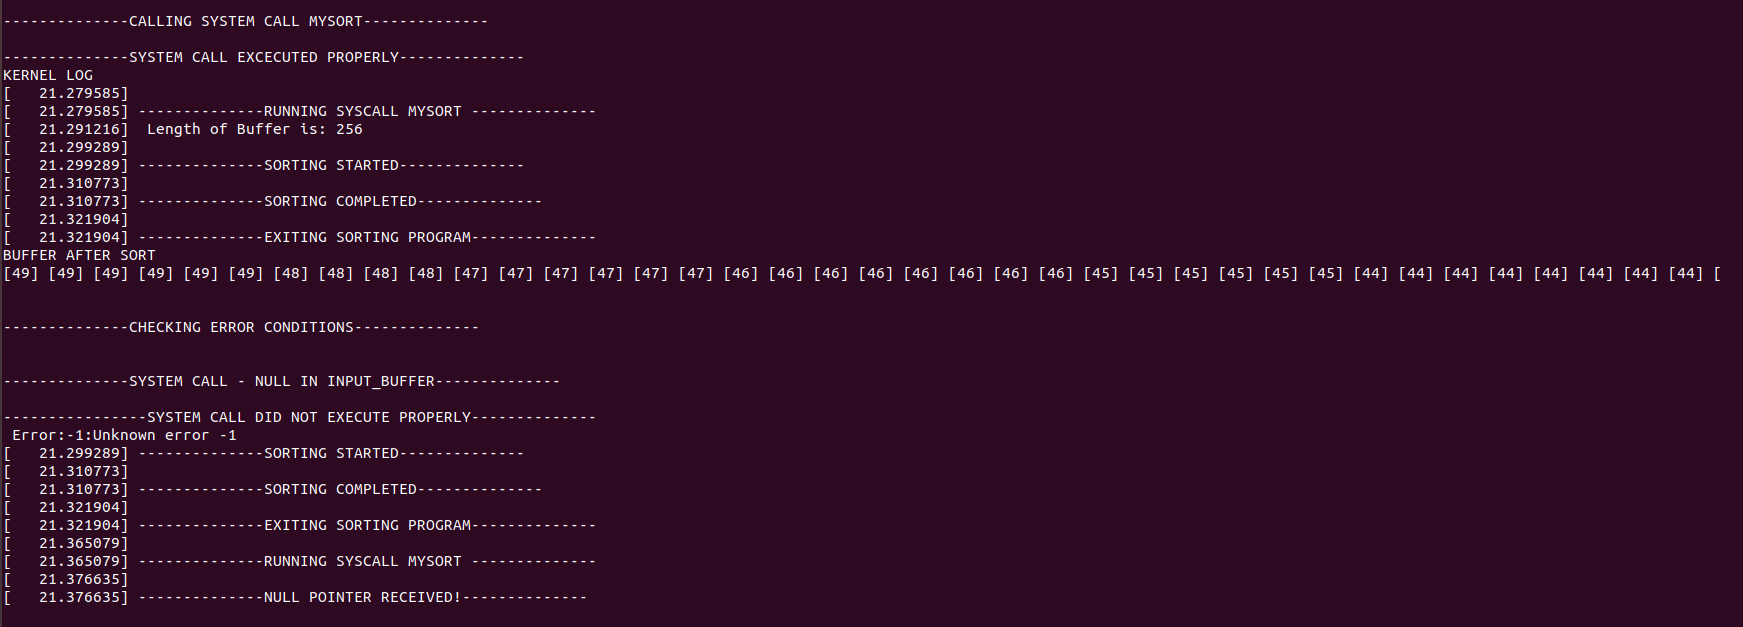 --------------CALLING SYSTEM CALL MYSORT--------------
--------------SYSTEM CALL EXCECUTED PROPERLY--------------
KERNEL LOG
[   21.279585]
[   21.279585] --------------RUNNING SYSCALL MYSORT --------------
[   21.291216]  Length of Buffer is: 256
[   21.299289]
[   21.299289] --------------SORTING STARTED--------------
[   21.310773]
[   21.310773] --------------SORTING COMPLETED--------------
[   21.321904]
[   21.321904] --------------EXITING SORTING PROGRAM--------------
BUFFER AFTER SORT
[49] [49] [49] [49] [49] [49] [48] [48] [48] [48] [47] [47] [47] [47] [47] [47] [46] [46] [46] [46] [46] [46] [46] [46] [45] [45] [45] [45] [45] [45] [44] [44] [44] [44] [44] [44] [44] [44] [
--------------CHECKING ERROR CONDITIONS--------------
--------------SYSTEM CALL - NULL IN INPUT_BUFFER--------------
----------------SYSTEM CALL DID NOT EXECUTE PROPERLY--------------
 Error:-1:Unknown error -1
[   21.299289] --------------SORTING STARTED--------------
[   21.310773]
[   21.310773] --------------SORTING COMPLETED--------------
[   21.321904]
[   21.321904] --------------EXITING SORTING PROGRAM--------------
[   21.365079]
[   21.365079] --------------RUNNING SYSCALL MYSORT --------------
[   21.376635]
[   21.376635] --------------NULL POINTER RECEIVED!--------------